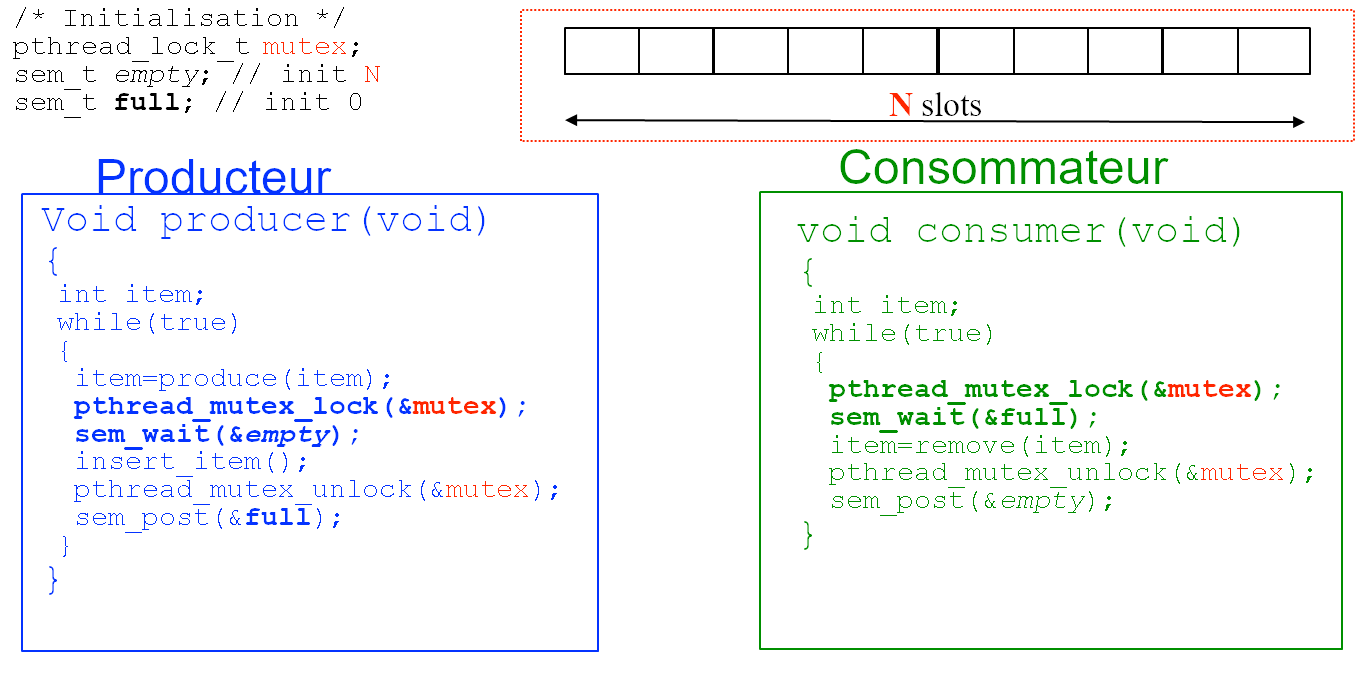 /* Initialisation */
pthread_lock_t mutex;
sem_t empty; // init N
sem_t full; // init 0
N slots
Producteur
Void producer(void)
{
int item;
while(true)
{
item=produce(item);
pthread_mutex_lock(&mutex);
sem_wait(&empty);
insert_item();
pthread_mutex_unlock(&mutex);
sem_post(&full);
}
}
Consommateur
void consumer(void)
{
int item;
while(true)
{
pthread_mutex_lock(&mutex);
sem_wait(&full);
item=remove(item);
pthread_mutex_unlock(&mutex);
sem_post(&empty);
}